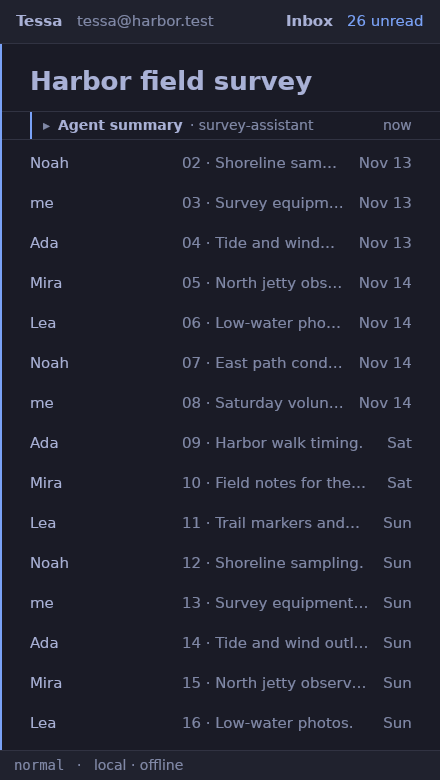 Tessa tessa@harbor.test Inbox 26 unread
Harbor field survey
▸ Agent summary · survey-assistant now
Noah 02 · Shoreline sam… Nov 13
me 03 · Survey equipm… Nov 13
Ada 04 · Tide and wind… Nov 13
Mira 05 · North jetty obs… Nov 14
Lea 06 · Low-water pho… Nov 14
Noah 07 · East path cond… Nov 14
me 08 · Saturday volun… Nov 14
Ada 09 · Harbor walk timing. Sat
Mira 10 · Field notes for the… Sat
Lea 11 · Trail markers and… Sun
Noah 12 · Shoreline sampling. Sun
me 13 · Survey equipment… Sun
Ada 14 · Tide and wind outl… Sun
Mira 15 · North jetty observ… Sun
Lea 16 · Low-water photos. Sun
normal · local · offline